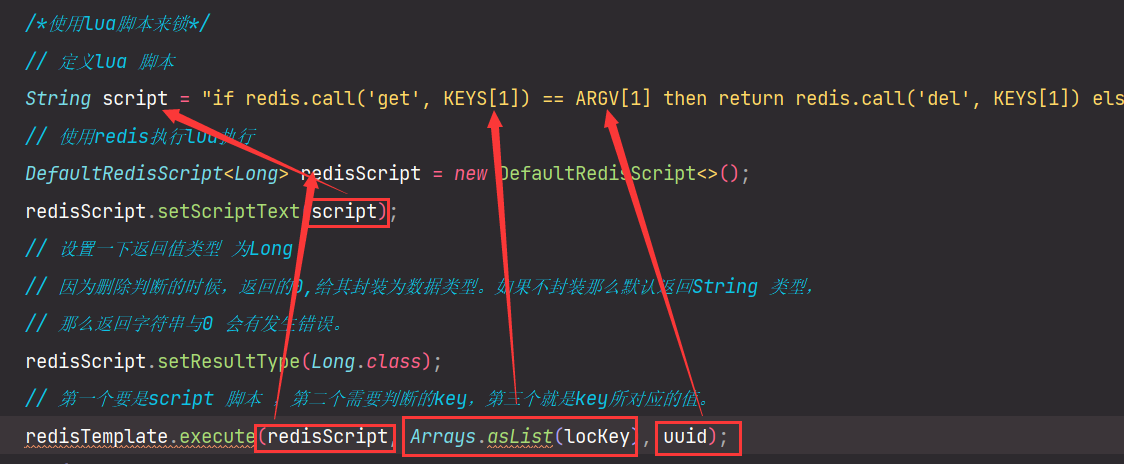 /*使用lua脚本来锁*/
// 定义lua 脚本
String script = "if redis.call('get', KEYS[1]) == ARGV[1] then return redis.call('del', KEYS[1]) els
// 使用redis执行lua执行
DefaultRedisScript<Long> redisScript = new DefaultRedisScript<>();
redisScript.setScriptText(script);
// 设置一下返回值类型 为Long
// 因为删除判断的时候，返回的0,给其封装为数据类型。如果不封装那么默认返回String 类型，
// 那么返回字符串与0 会有发生错误。
redisScript.setResultType(Long.class);
// 第一个要是script 脚本 ，第二个需要判断的key，第三个就是key所对应的值。
redisTemplate.execute(redisScript, Arrays.asList(locKey), uuid);